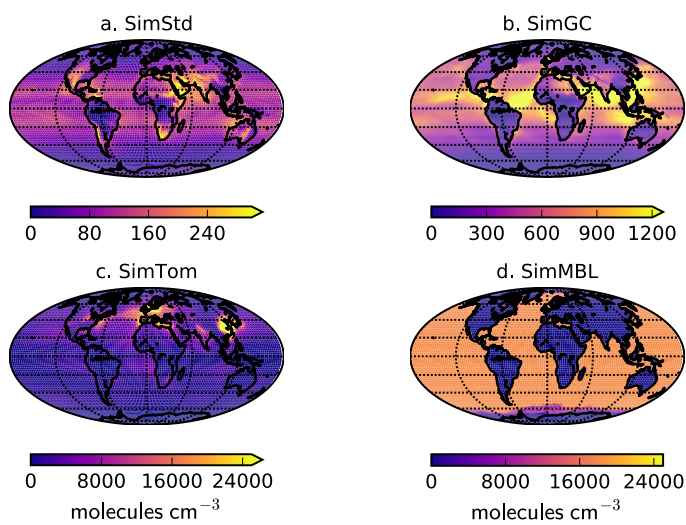 a. SimStd
b. SimGC
0 80 160 240
0 300 600 900 1200
c. SimTom
d. SimMBL
0 8000 16000 24000
0 8000 16000 24000
molecules cm⁻³
molecules cm⁻³